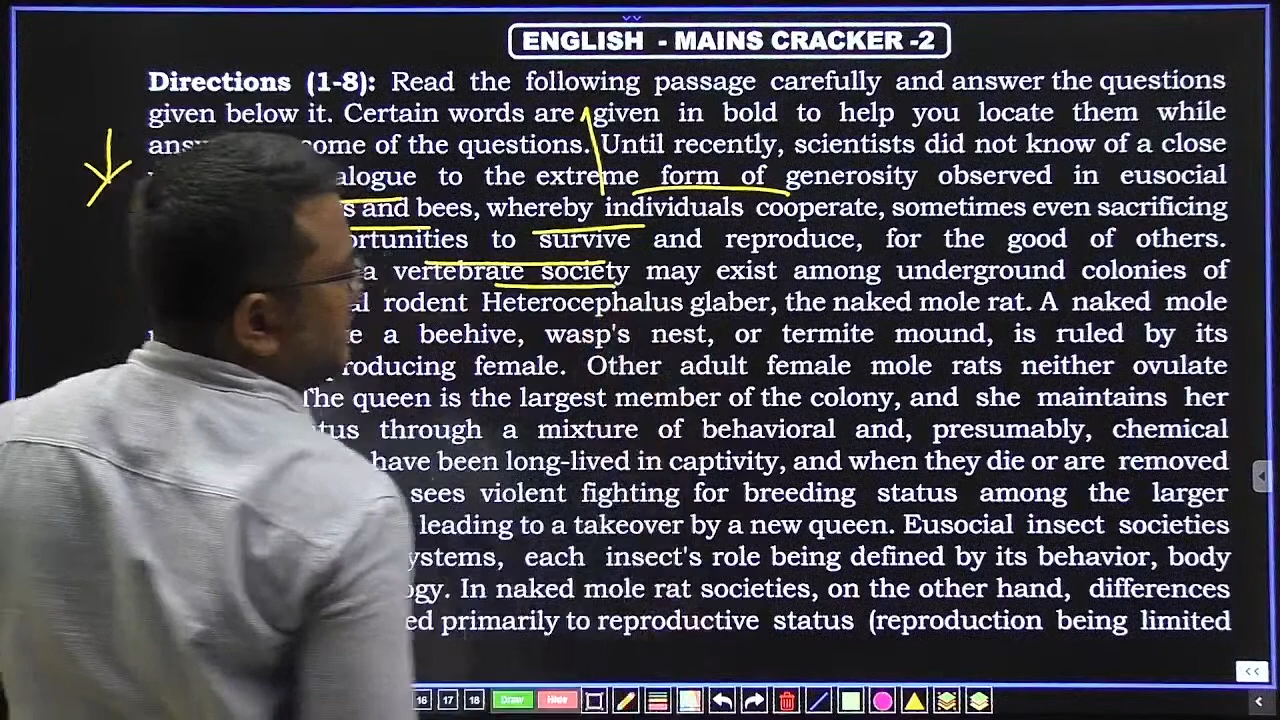 ENGLISH - MAINS CRACKER -2
Directions (1-8): Read the following passage carefully and answer the questions
given below it. Certain words are given in bold to help you locate them while
some of the questions. Until recently, scientists did not know of a close
to the extreme form of generosity observed in eusocial
and bees, whereby individuals cooperate, sometimes even sacrificing
to survive and reproduce, for the good of others.
a vertebrate society may exist among underground colonies of
rodent Heterocephalus glaber, the naked mole rat. A naked mole
a beehive, wasp's nest, or termite mound, is ruled by its
female. Other adult female mole rats neither ovulate
The queen is the largest member of the colony, and she maintains her
through a mixture of behavioral and, presumably, chemical
have been long-lived in captivity, and when they die or are removed
sees violent fighting for breeding status among the larger
leading to a takeover by a new queen. Eusocial insect societies
each insect's role being defined by its behavior, body
In naked mole rat societies, on the other hand, differences
primarily to reproductive status (reproduction being limited
16 17 18 Draw Hide